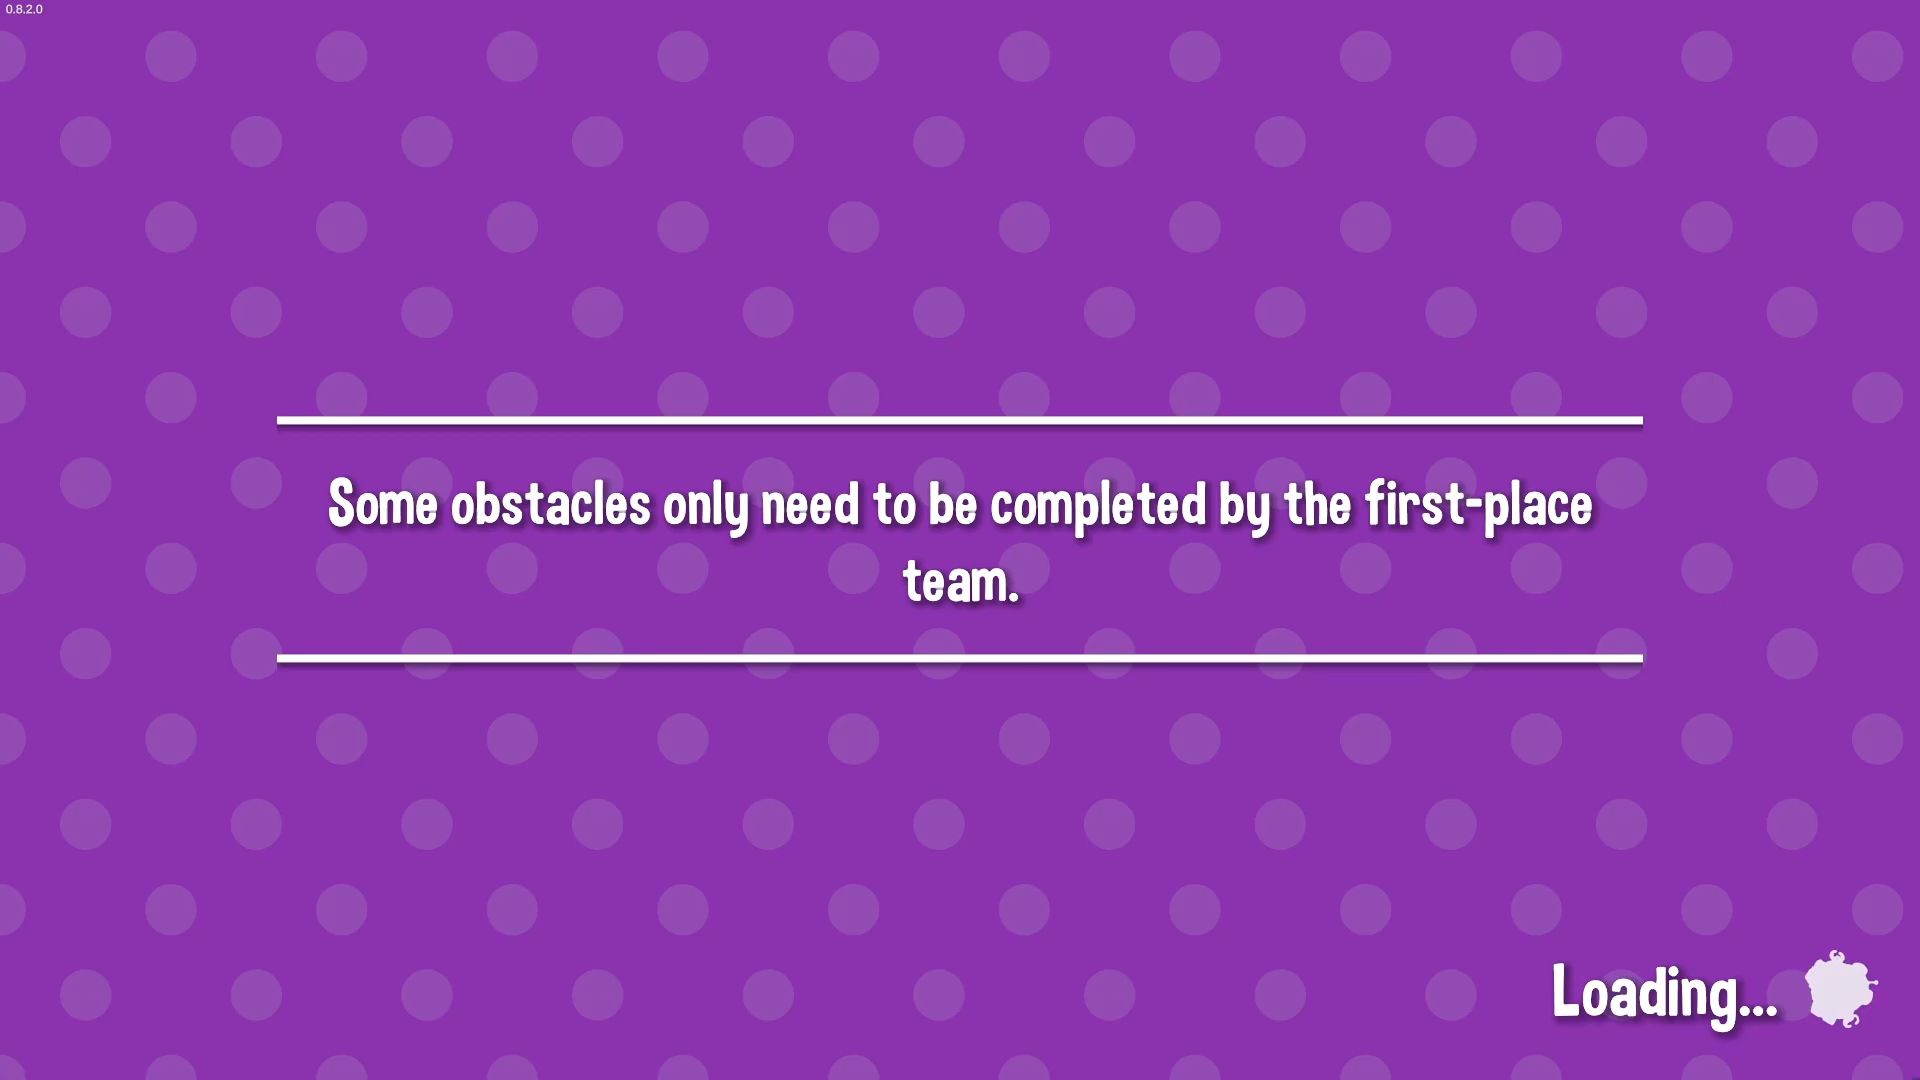 0.8.2.0
Some obstacles only need to be completed by the first-place
team.
Loading...